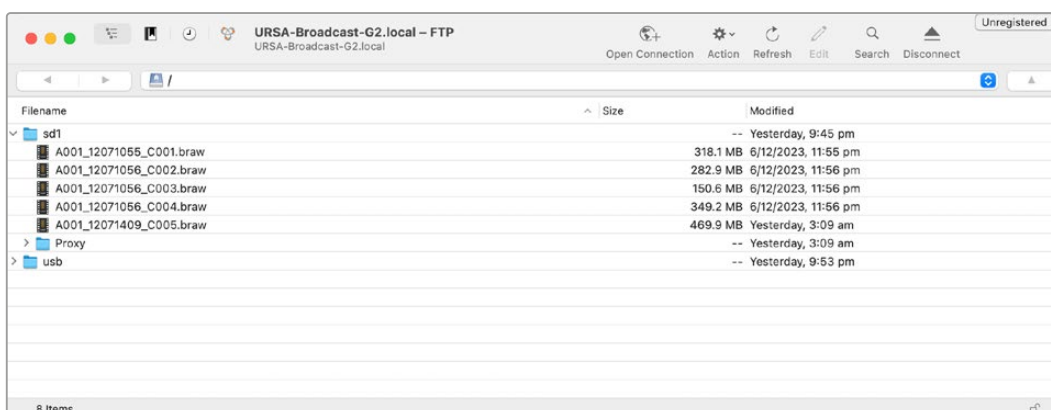 Unregistered
URSA-Broadcast-G2.local – FTP
URSA-Broadcast-G2.local
Open Connection Action Refresh Edit Search Disconnect
/
Filename Size Modified
sd1 -- Yesterday, 9:45 pm
A001_12071055_C001.braw 318.1 MB 6/12/2023, 11:55 pm
A001_12071056_C002.braw 282.9 MB 6/12/2023, 11:56 pm
A001_12071056_C003.braw 150.6 MB 6/12/2023, 11:56 pm
A001_12071056_C004.braw 349.2 MB 6/12/2023, 11:56 pm
A001_12071409_C005.braw 469.9 MB Yesterday, 3:09 am
Proxy -- Yesterday, 3:09 am
usb -- Yesterday, 9:53 pm
8 Items